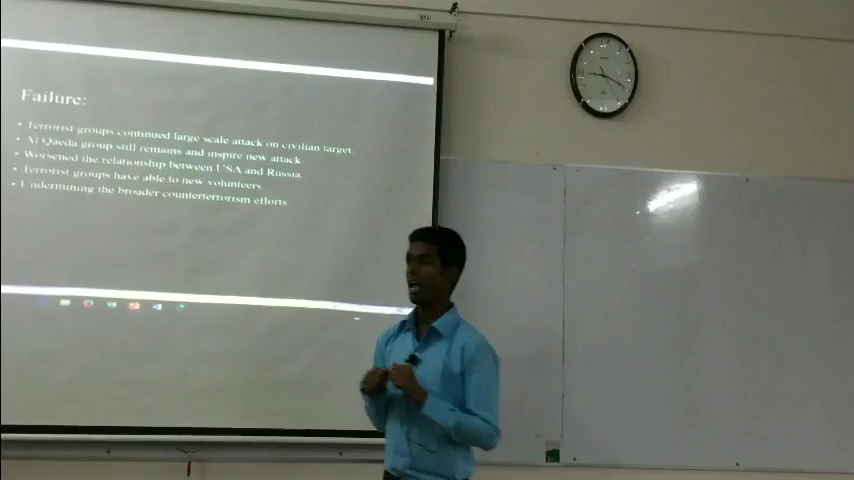 Failure:
• Terrorist groups continued large scale attack on civilian target.
• Al Qaeda group still remains and inspire new attack
• Worsened the relationship between USA and Russia.
• Terrorist groups have able to new volunteers
• Undermining the broader counterterrorism efforts.